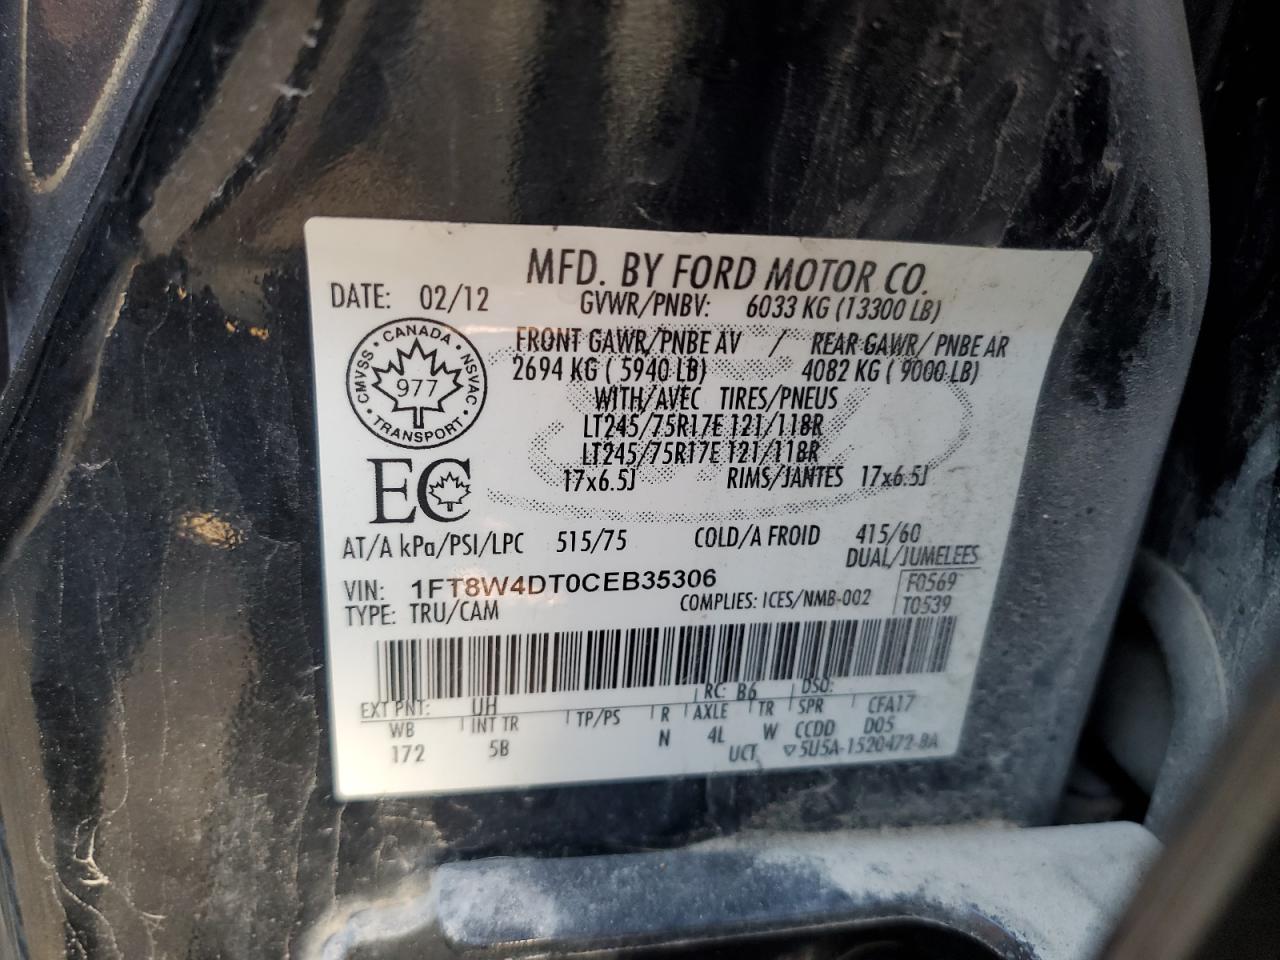 MFD. BY FORD MOTOR CO.
DATE: 02/12 GVWR/PNBV: 6033 KG (13300 LB)
FRONT GAWR/PNBE AV / REAR GAWR/ PNBE AR
2694 KG ( 5940 LB) 4082 KG ( 9000 LB)
WITH/AVEC TIRES/PNEUS
LT245/75R17E 121/118R
LT245/75R17E 121/118R
17x6.5J RIMS/JANTES 17x6.5J
CANADA • NSVAC • TRANSPORT • CMVSS •
977
EC
AT/A kPa/PSI/LPC 515/75 COLD/A FROID 415/60
DUAL/JUMELEES
VIN: 1FT8W4DT0CEB35306 F0569
TYPE: TRU/CAM COMPLIES: ICES/NMB-002 T0539
EXT PNT: UH RC: B6 DSO:
WB INT TR TP/PS R AXLE TR SPR CFA17
172 5B N 4L W CCDD D05
UCT ▽5U5A-1520472-BA